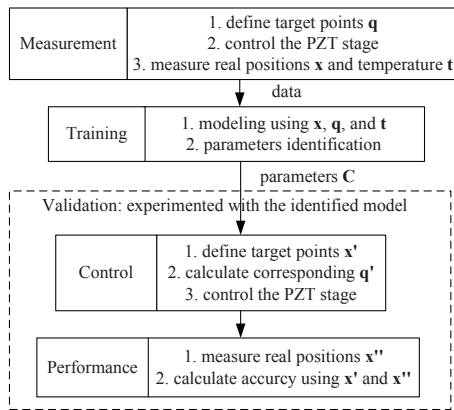 Measurement
1. define target points q
2. control the PZT stage
3. measure real positions x and temperature t
data
Training
1. modeling using x, q, and t
2. parameters identification
parameters C
Validation: experimented with the identified model
Control
1. define target points x'
2. calculate corresponding q'
3. control the PZT stage
Performance
1. measure real positions x"
2. calculate accurcy using x' and x"